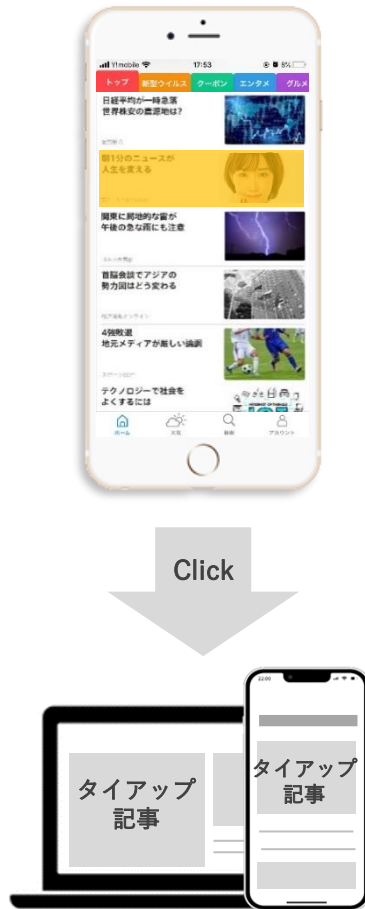 Y!mobile 17:53 8%
トップ 新型ウイルス クーポン エンタメ グルメ
日経平均が一時急落
世界株安の震源地は?
朝1分のニュースが
人生を変える
関東に局地的な雷が
午後の急な雨にも注意
首脳会談でアジアの
勢力図はどう変わる
4強敗退
地元メディアが厳しい論調
テクノロジーで社会を
よくするには
INTERNET OF THINGS
ホーム 天気 検索 アカウント
Click
22:00
タイアップ
記事
タイアップ
記事